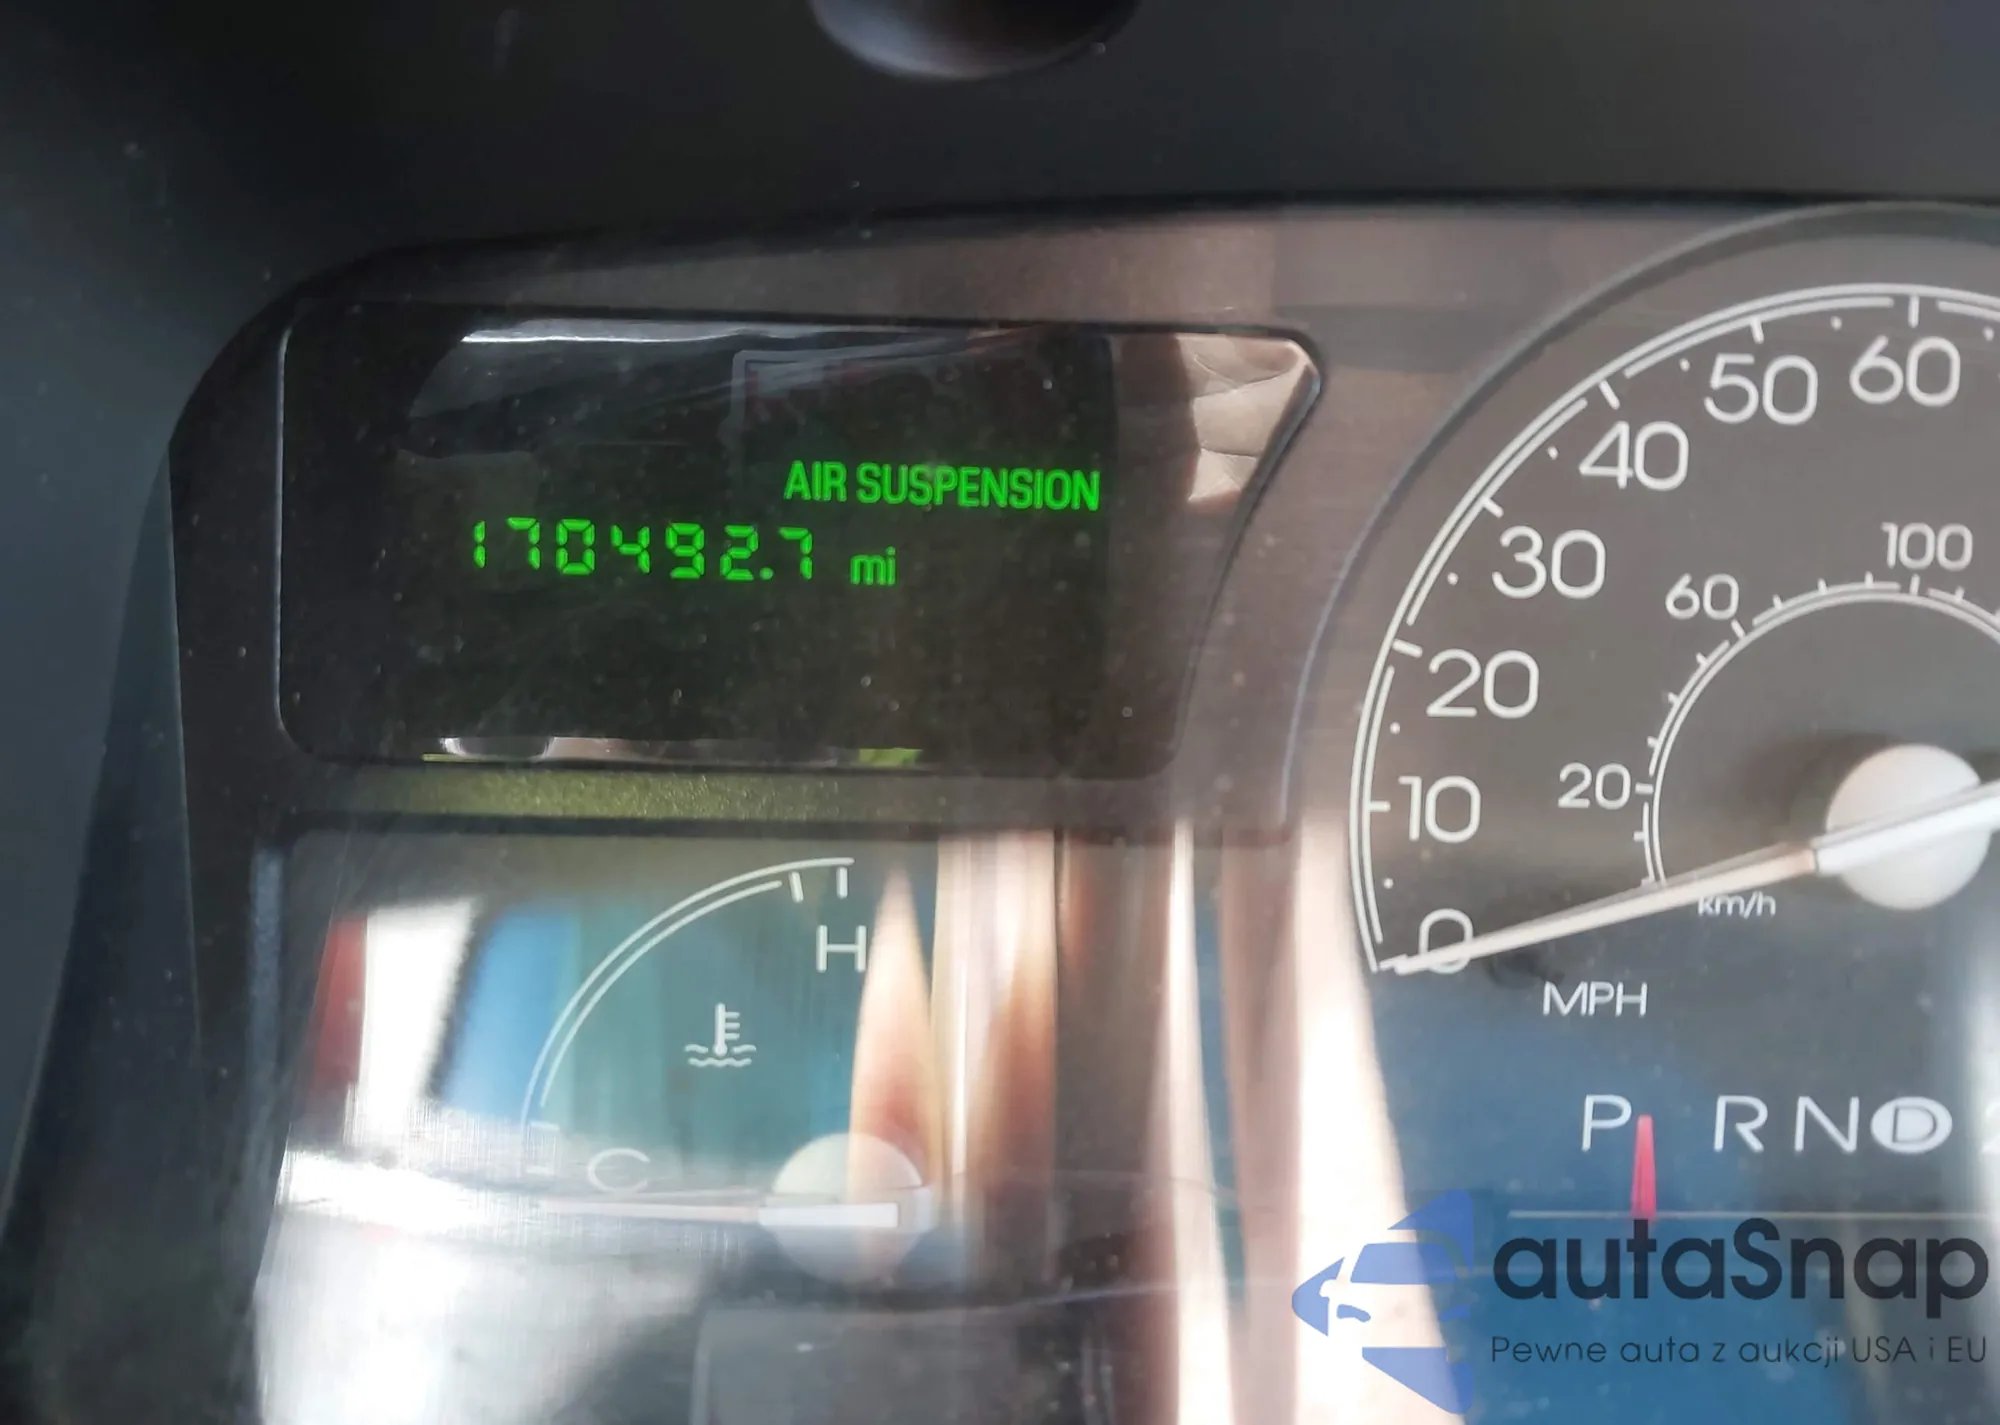 AIR SUSPENSION
170492.7 mi
50 60
40
30
100
60
20
20
10
H
km/h
0
MPH
P R N D
C
autaSnap
Pewne auta z aukcji USA i EU